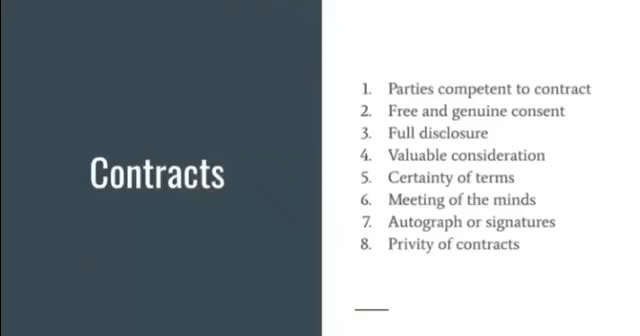 Contracts
1. Parties competent to contract
2. Free and genuine consent
3. Full disclosure
4. Valuable consideration
5. Certainty of terms
6. Meeting of the minds
7. Autograph or signatures
8. Privity of contracts